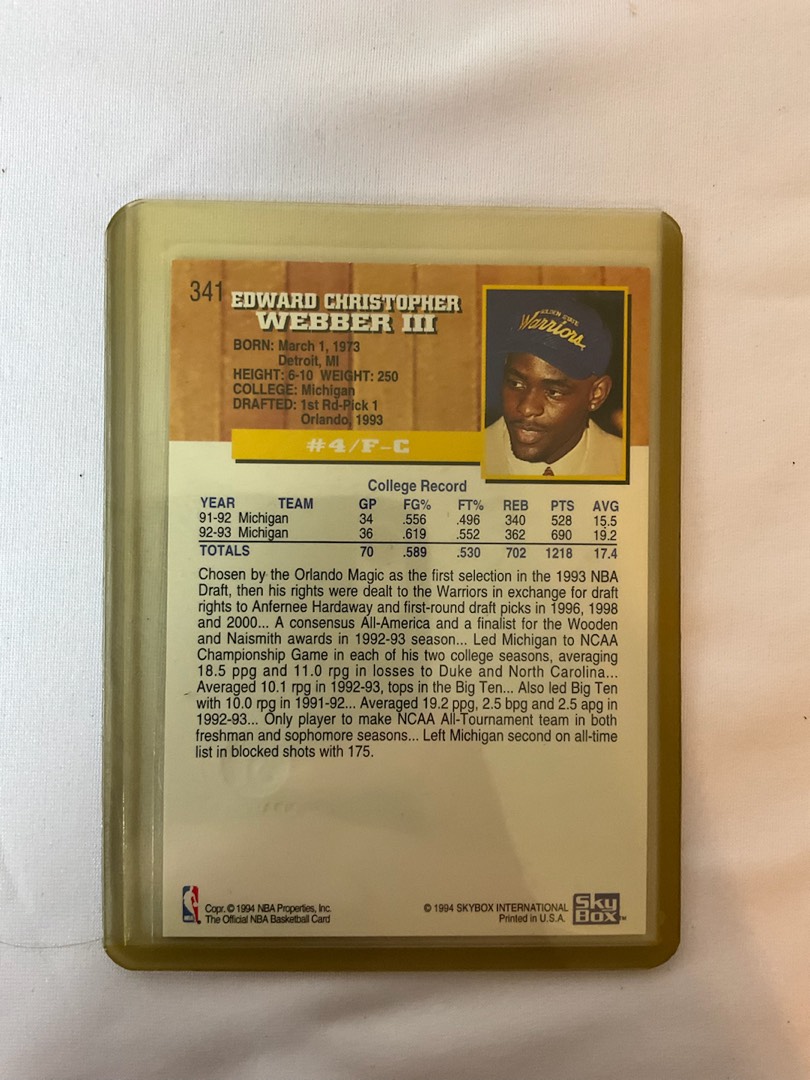 341
EDWARD CHRISTOPHER
WEBBER III
BORN: March 1, 1973
Detroit, MI
HEIGHT: 6-10 WEIGHT: 250
COLLEGE: Michigan
DRAFTED: 1st Rd-Pick 1
Orlando, 1993
#4/F-C
GOLDEN STATE
Warriors
College Record
YEAR TEAM GP FG% FT% REB PTS AVG
91-92 Michigan 34 .556 .496 340 528 15.5
92-93 Michigan 36 .619 .552 362 690 19.2
TOTALS 70 .589 .530 702 1218 17.4
Chosen by the Orlando Magic as the first selection in the 1993 NBA
Draft, then his rights were dealt to the Warriors in exchange for draft
rights to Anfernee Hardaway and first-round draft picks in 1996, 1998
and 2000... A consensus All-America and a finalist for the Wooden
and Naismith awards in 1992-93 season... Led Michigan to NCAA
Championship Game in each of his two college seasons, averaging
18.5 ppg and 11.0 rpg in losses to Duke and North Carolina...
Averaged 10.1 rpg in 1992-93, tops in the Big Ten... Also led Big Ten
with 10.0 rpg in 1991-92... Averaged 19.2 ppg, 2.5 bpg and 2.5 apg in
1992-93... Only player to make NCAA All-Tournament team in both
freshman and sophomore seasons... Left Michigan second on all-time
list in blocked shots with 175.
NBA
Copr. © 1994 NBA Properties, Inc.
The Official NBA Basketball Card
© 1994 SKYBOX INTERNATIONAL
Printed in U.S.A.
Sky
Box™